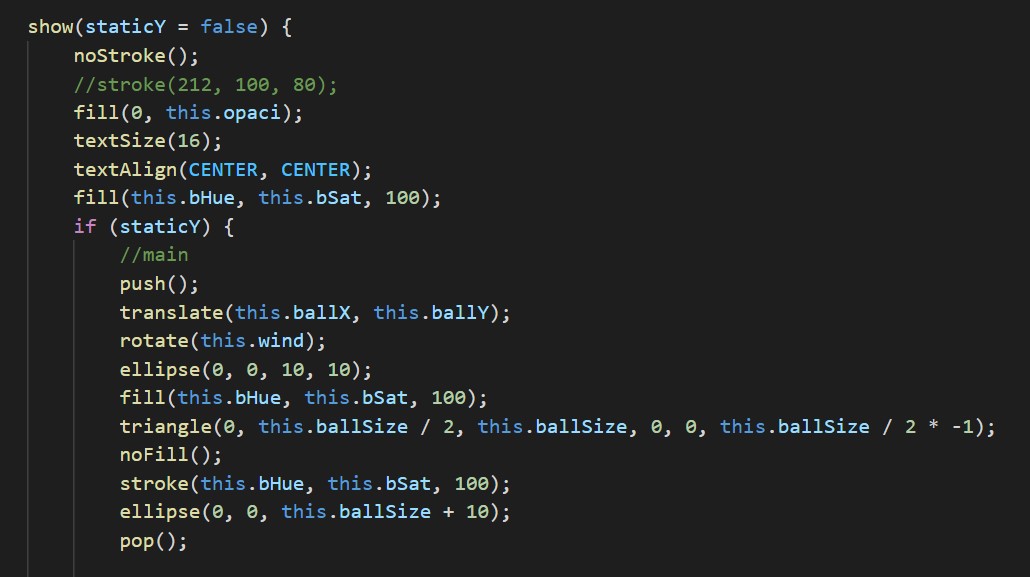 show(staticY = false) {
noStroke();
//stroke(212, 100, 80);
fill(0, this.opaci);
textSize(16);
textAlign(CENTER, CENTER);
fill(this.bHue, this.bSat, 100);
if (staticY) {
//main
push();
translate(this.ballX, this.ballY);
rotate(this.wind);
ellipse(0, 0, 10, 10);
fill(this.bHue, this.bSat, 100);
triangle(0, this.ballSize / 2, this.ballSize, 0, 0, this.ballSize / 2 * -1);
noFill();
stroke(this.bHue, this.bSat, 100);
ellipse(0, 0, this.ballSize + 10);
pop();